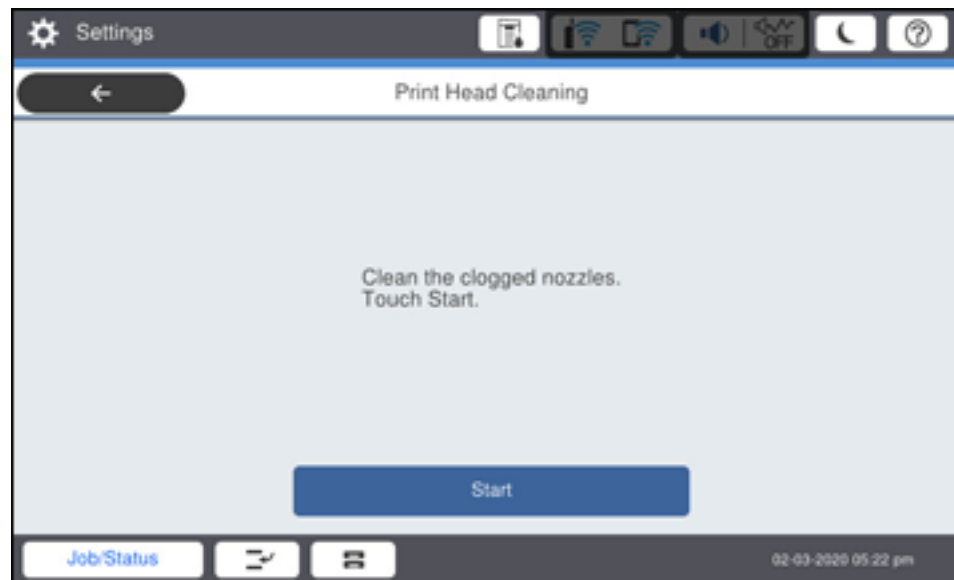 Settings
OFF
Print Head Cleaning
Clean the clogged nozzles.
Touch Start.
Start
Job/Status
02-03-2020 05:22 pm